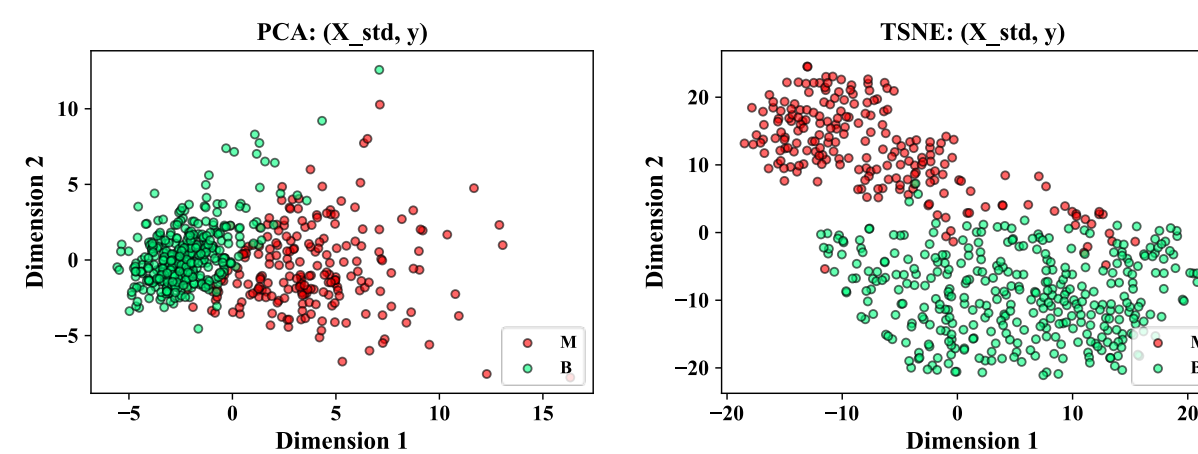 PCA: (X_std, y)
10
5
0
−5
Dimension 2
−5 0 5 10 15
Dimension 1
M
B
TSNE: (X_std, y)
20
10
0
−10
−20
Dimension 2
−20 −10 0 10 20
Dimension 1